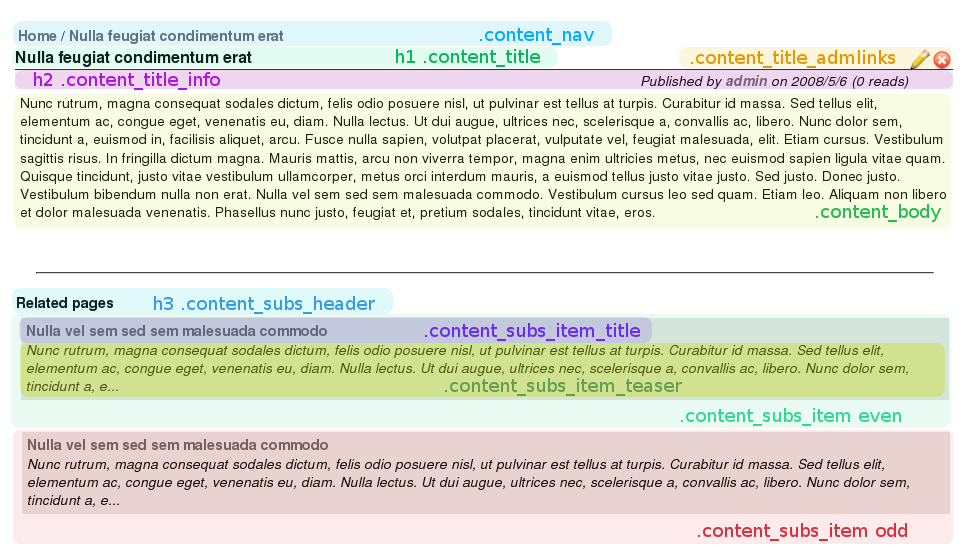 Home / Nulla feugiat condimentum erat .content_nav
Nulla feugiat condimentum erat h1 .content_title .content_title_admlinks
h2 .content_title_info Published by admin on 2008/5/6 (0 reads)
Nunc rutrum, magna consequat sodales dictum, felis odio posuere nisl, ut pulvinar est tellus at turpis. Curabitur id massa. Sed tellus elit,
elementum ac, congue eget, venenatis eu, diam. Nulla lectus. Ut dui augue, ultrices nec, scelerisque a, convallis ac, libero. Nunc dolor sem,
tincidunt a, euismod in, facilisis aliquet, arcu. Fusce nulla sapien, volutpat placerat, vulputate vel, feugiat malesuada, elit. Etiam cursus. Vestibulum
sagittis risus. In fringilla dictum magna. Mauris mattis, arcu non viverra tempor, magna enim ultricies metus, nec euismod sapien ligula vitae quam.
Quisque tincidunt, justo vitae vestibulum ullamcorper, metus orci interdum mauris, a euismod tellus justo vitae justo. Sed justo. Donec justo.
Vestibulum bibendum nulla non erat. Nulla vel sem sed sem malesuada commodo. Vestibulum cursus leo sed quam. Etiam leo. Aliquam non libero
et dolor malesuada venenatis. Phasellus nunc justo, feugiat et, pretium sodales, tincidunt vitae, eros. .content_body
Related pages h3 .content_subs_header
Nulla vel sem sed sem malesuada commodo .content_subs_item_title
Nunc rutrum, magna consequat sodales dictum, felis odio posuere nisl, ut pulvinar est tellus at turpis. Curabitur id massa. Sed tellus elit,
elementum ac, congue eget, venenatis eu, diam. Nulla lectus. Ut dui augue, ultrices nec, scelerisque a, convallis ac, libero. Nunc dolor sem,
tincidunt a, e... .content_subs_item_teaser
.content_subs_item even
Nulla vel sem sed sem malesuada commodo
Nunc rutrum, magna consequat sodales dictum, felis odio posuere nisl, ut pulvinar est tellus at turpis. Curabitur id massa. Sed tellus elit,
elementum ac, congue eget, venenatis eu, diam. Nulla lectus. Ut dui augue, ultrices nec, scelerisque a, convallis ac, libero. Nunc dolor sem,
tincidunt a, e...
.content_subs_item odd